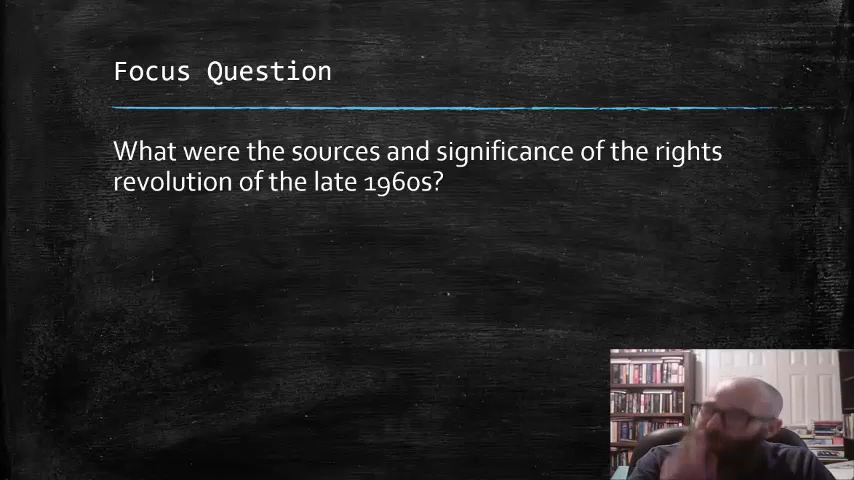 Focus Question
What were the sources and significance of the rights
revolution of the late 1960s?